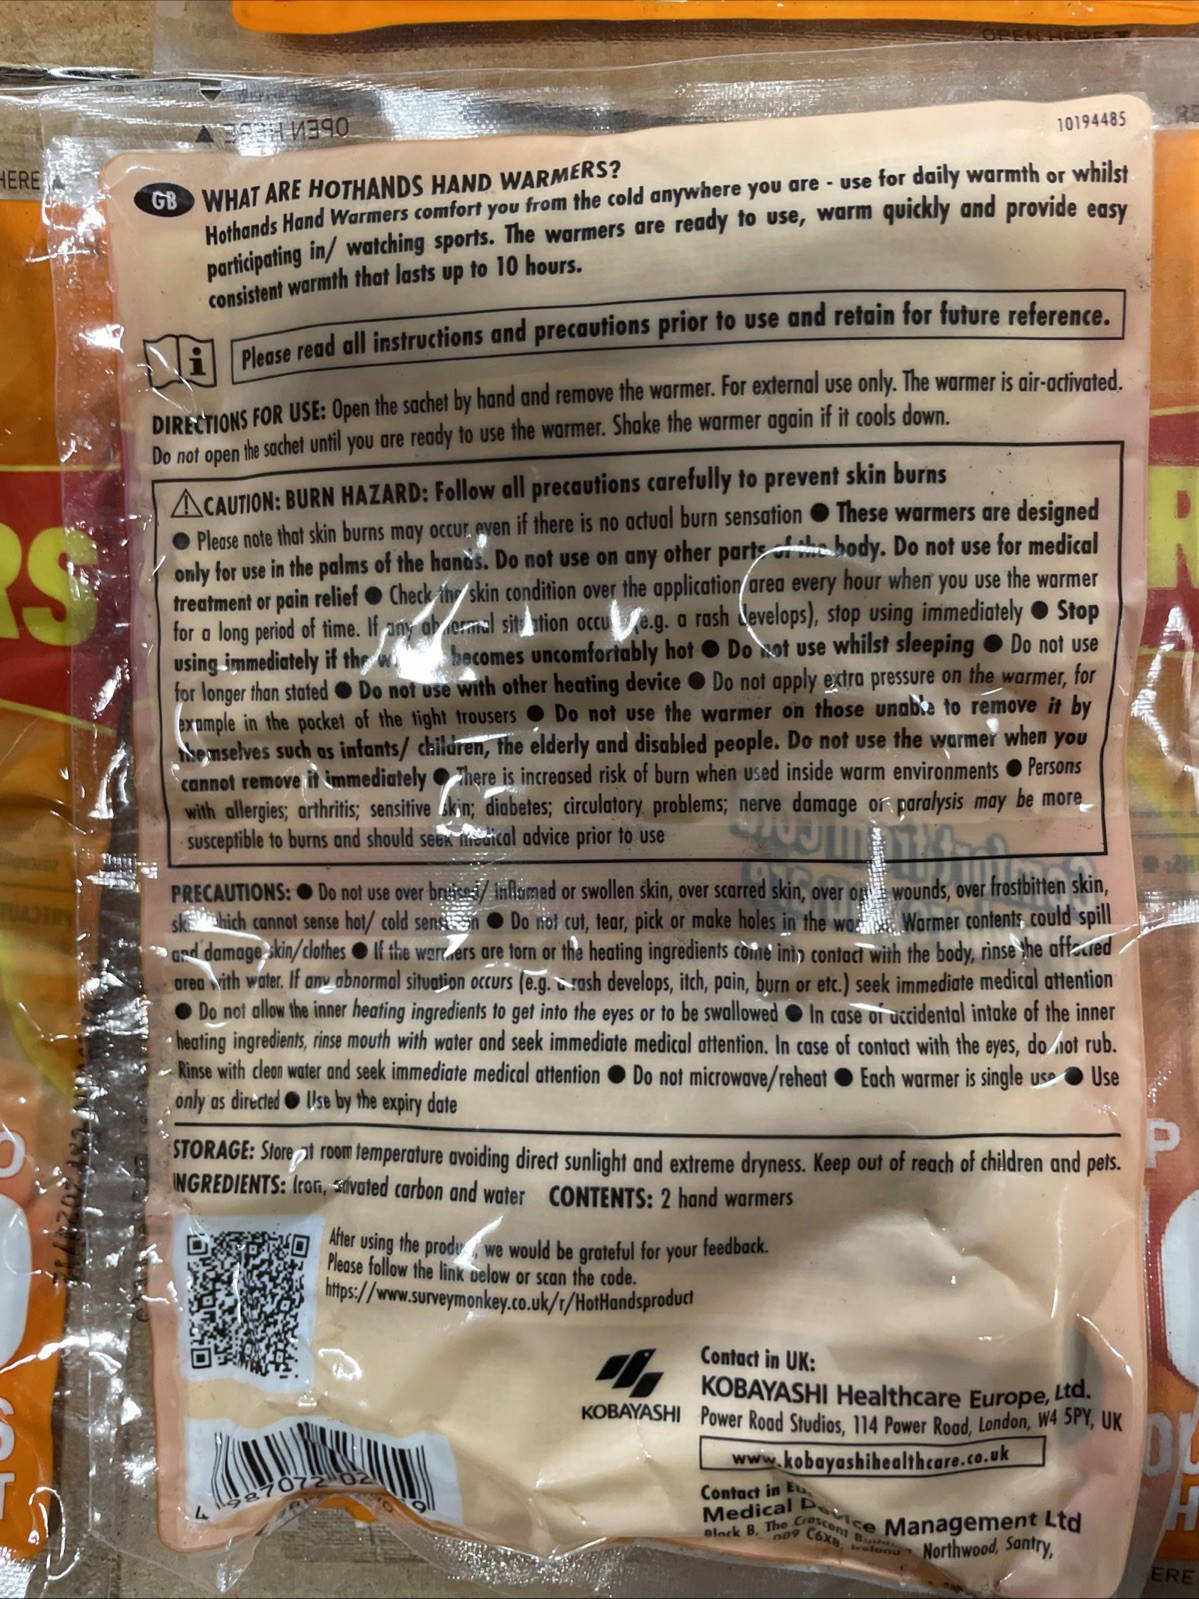 OPEN HERE
OPEN HERE
10194485
HERE
GB WHAT ARE HOTHANDS HAND WARMERS?
Hothands Hand Warmers comfort you from the cold anywhere you are - use for daily warmth or whilst
participating in/ watching sports. The warmers are ready to use, warm quickly and provide easy
consistent warmth that lasts up to 10 hours.
i Please read all instructions and precautions prior to use and retain for future reference.
DIRECTIONS FOR USE: Open the sachet by hand and remove the warmer. For external use only. The warmer is air-activated.
Do not open the sachet until you are ready to use the warmer. Shake the warmer again if it cools down.
CAUTION: BURN HAZARD: Follow all precautions carefully to prevent skin burns
● Please note that skin burns may occur even if there is no actual burn sensation ● These warmers are designed
only for use in the palms of the hands. Do not use on any other parts of the body. Do not use for medical
treatment or pain relief ● Check the skin condition over the application area every hour when you use the warmer
for a long period of time. If any abnormal situation (e.g. a rash develops), stop using immediately ● Stop
using immediately if the becomes uncomfortably hot ● Do not use whilst sleeping ● Do not use
for longer than stated ● Do not use with other heating device ● Do not apply extra pressure on the warmer, for
example in the pocket of the tight trousers ● Do not use the warmer on those unable to remove it by
themselves such as infants/ children, the elderly and disabled people. Do not use the warmer when you
cannot remove it immediately ● There is increased risk of burn when used inside warm environments ● Persons
with allergies; arthritis; sensitive skin; diabetes; circulatory problems; nerve damage or paralysis may be more
susceptible to burns and should seek medical advice prior to use
PRECAUTIONS: ● Do not use over bruised/ inflamed or swollen skin, over scarred skin, over wounds, over frostbitten skin,
which cannot sense hot/ cold ● Do not cut, tear, pick or make holes in the Warmer contents could spill
and damage skin/clothes ● If the warmers are torn or the heating ingredients come into contact with the body, rinse the affected
area with water. If any abnormal situation occurs (e.g. a rash develops, itch, pain, burn or etc.) seek immediate medical attention
● Do not allow the inner heating ingredients to get into the eyes or to be swallowed ● In case of accidental intake of the inner
heating ingredients, rinse mouth with water and seek immediate medical attention. In case of contact with the eyes, do not rub.
Rinse with clean water and seek immediate medical attention ● Do not microwave/reheat ● Each warmer is single use ● Use
only as directed ● Use by the expiry date
STORAGE: Store at room temperature avoiding direct sunlight and extreme dryness. Keep out of reach of children and pets.
INGREDIENTS: Iron, carbon and water CONTENTS: 2 hand warmers
After using the product, we would be grateful for your feedback.
Please follow the link below or scan the code.
https://www.surveymonkey.co.uk/r/HotHandsproduct
KOBAYASHI
Contact in UK:
KOBAYASHI Healthcare Europe, Ltd.
Power Road Studios, 114 Power Road, London, W4 5PY, UK
www.kobayashihealthcare.co.uk
Contact in
Medical Device Management Ltd
Block B, The Crescent Northwood, Santry,
Ireland
4 987072 02